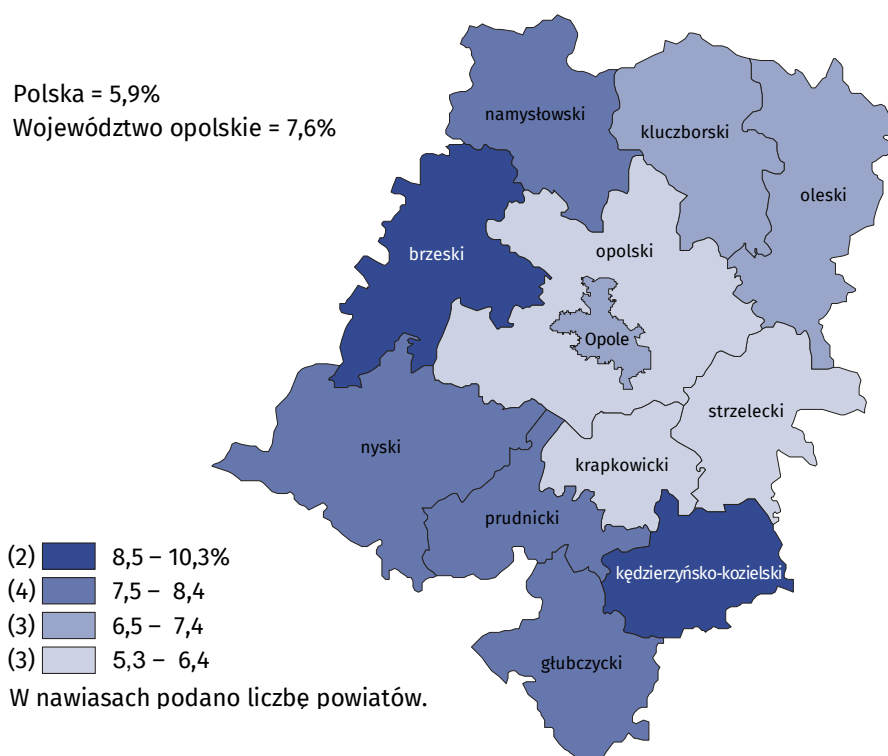 Polska = 5,9%
Województwo opolskie = 7,6%
namysłowski
kluczborski
oleski
brzeski
opolski
Opole
strzelecki
nyski
krapkowicki
prudnicki
kędzierzyńsko-kozielski
głubczycki
(2) 8,5 – 10,3%
(4) 7,5 – 8,4
(3) 6,5 – 7,4
(3) 5,3 – 6,4
W nawiasach podano liczbę powiatów.